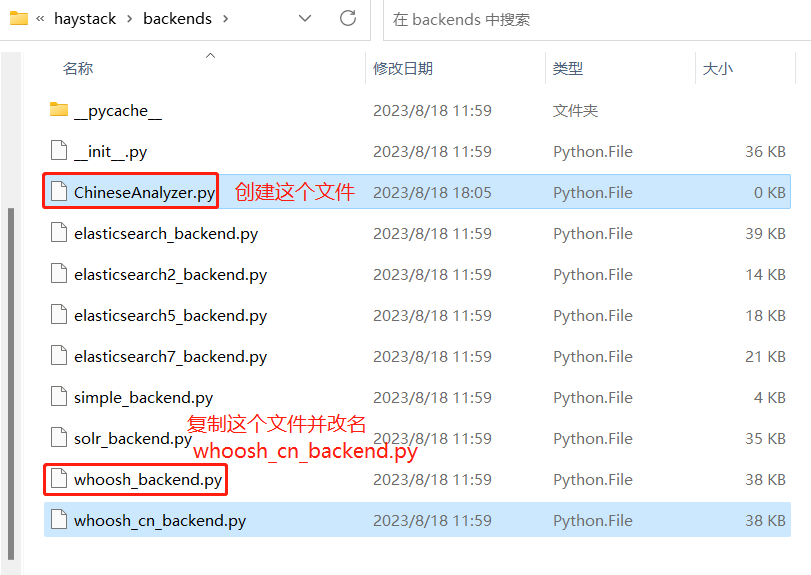 « haystack › backends ›
在 backends 中搜索
名称 修改日期 类型 大小
__pycache__ 2023/8/18 11:59 文件夹
__init__.py 2023/8/18 11:59 Python.File 36 KB
ChineseAnalyzer.py 创建这个文件 2023/8/18 18:05 Python.File 0 KB
elasticsearch_backend.py 2023/8/18 11:59 Python.File 39 KB
elasticsearch2_backend.py 2023/8/18 11:59 Python.File 14 KB
elasticsearch5_backend.py 2023/8/18 11:59 Python.File 18 KB
elasticsearch7_backend.py 2023/8/18 11:59 Python.File 21 KB
simple_backend.py 2023/8/18 11:59 Python.File 4 KB
复制这个文件并改名
solr_backend.py 2023/8/18 11:59 Python.File 35 KB
whoosh_cn_backend.py
whoosh_backend.py 2023/8/18 11:59 Python.File 38 KB
whoosh_cn_backend.py 2023/8/18 11:59 Python.File 38 KB